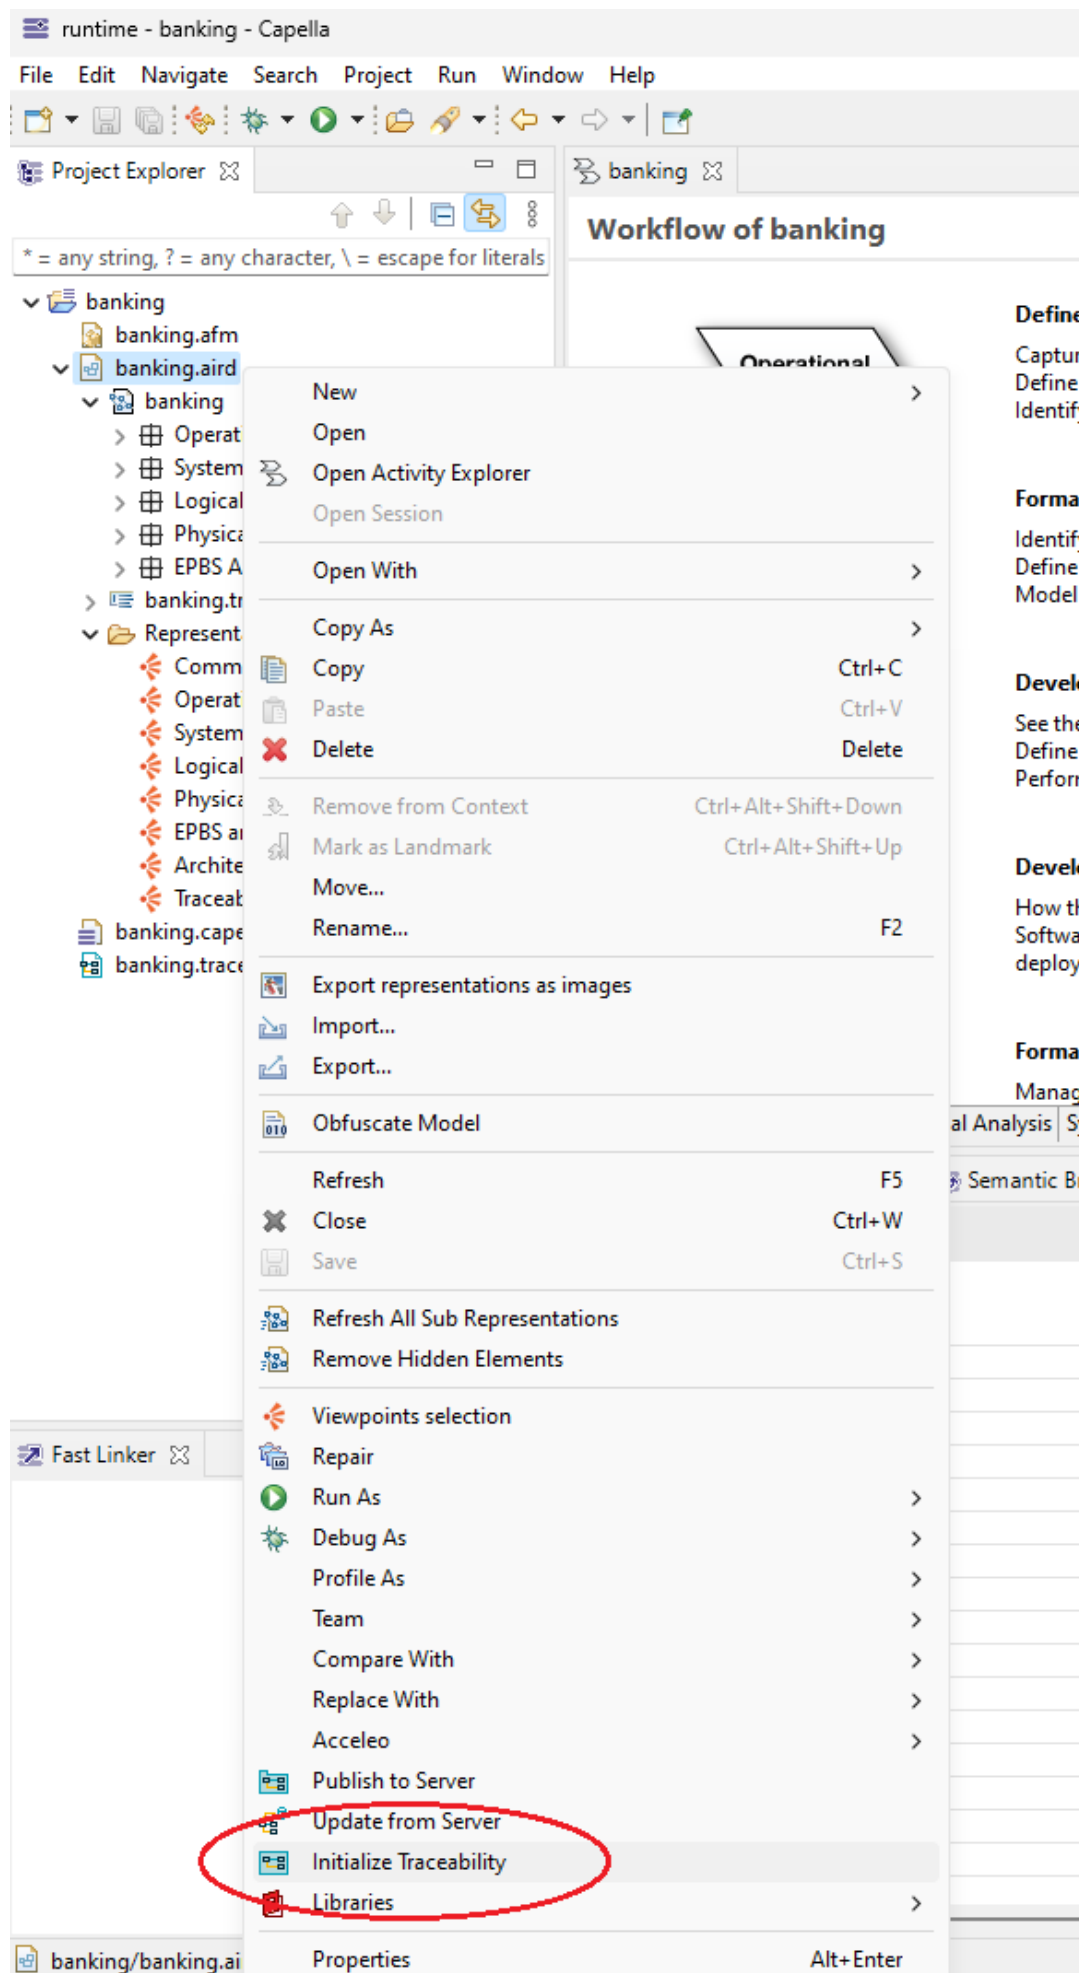 runtime - banking - Capella
File Edit Navigate Search Project Run Window Help
Project Explorer
banking
Workflow of banking
* = any string, ? = any character, \ = escape for literals
banking
banking.afm
banking.aird
banking
Operat
System
Logical
Physica
EPBS A
banking.tr
Represent
Comm
Operat
System
Logical
Physica
EPBS ar
Archite
Traceab
banking.cape
banking.trace
Operational
New
Open
Open Activity Explorer
Open Session
Open With
Copy As
Copy Ctrl+C
Paste Ctrl+V
Delete Delete
Remove from Context Ctrl+Alt+Shift+Down
Mark as Landmark Ctrl+Alt+Shift+Up
Move...
Rename... F2
Export representations as images
Import...
Export...
Obfuscate Model
Refresh F5
Close Ctrl+W
Save Ctrl+S
Refresh All Sub Representations
Remove Hidden Elements
Viewpoints selection
Repair
Run As
Debug As
Profile As
Team
Compare With
Replace With
Acceleo
Publish to Server
Update from Server
Initialize Traceability
Libraries
Properties Alt+Enter
Define
Captur
Define
Identify
Forma
Identify
Define
Model
Develo
See the
Define
Perforr
Develo
How th
Softwa
deploy
Forma
Manag
al Analysis Sy
Semantic Br
Fast Linker
banking/banking.ai